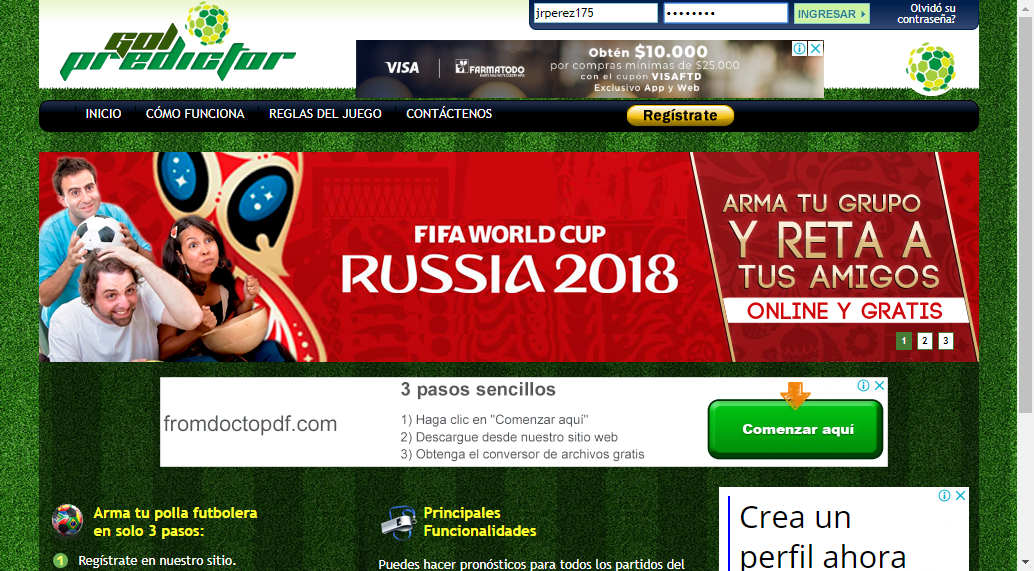 jrperez175
••••••••
INGRESAR
Olvidó su
contraseña?
Gol
predictor
VISA
FARMATODO
Obtén $10.000
por compras mínimas de $25.000
con el cupón VISAFTD
Exclusivo App y Web
INICIO
CÓMO FUNCIONA
REGLAS DEL JUEGO
CONTÁCTENOS
Regístrate
FIFA WORLD CUP
RUSSIA 2018
ARMA TU GRUPO
Y RETA A
TUS AMIGOS
ONLINE Y GRATIS
1 2 3
fromdoctopdf.com
3 pasos sencillos
1) Haga clic en "Comenzar aquí"
2) Descargue desde nuestro sitio web
3) Obtenga el conversor de archivos gratis
Comenzar aquí
Arma tu polla futbolera
en solo 3 pasos:
1 Regístrate en nuestro sitio.
Principales
Funcionalidades
Puedes hacer pronósticos para todos los partidos del
Crea un
perfil ahora